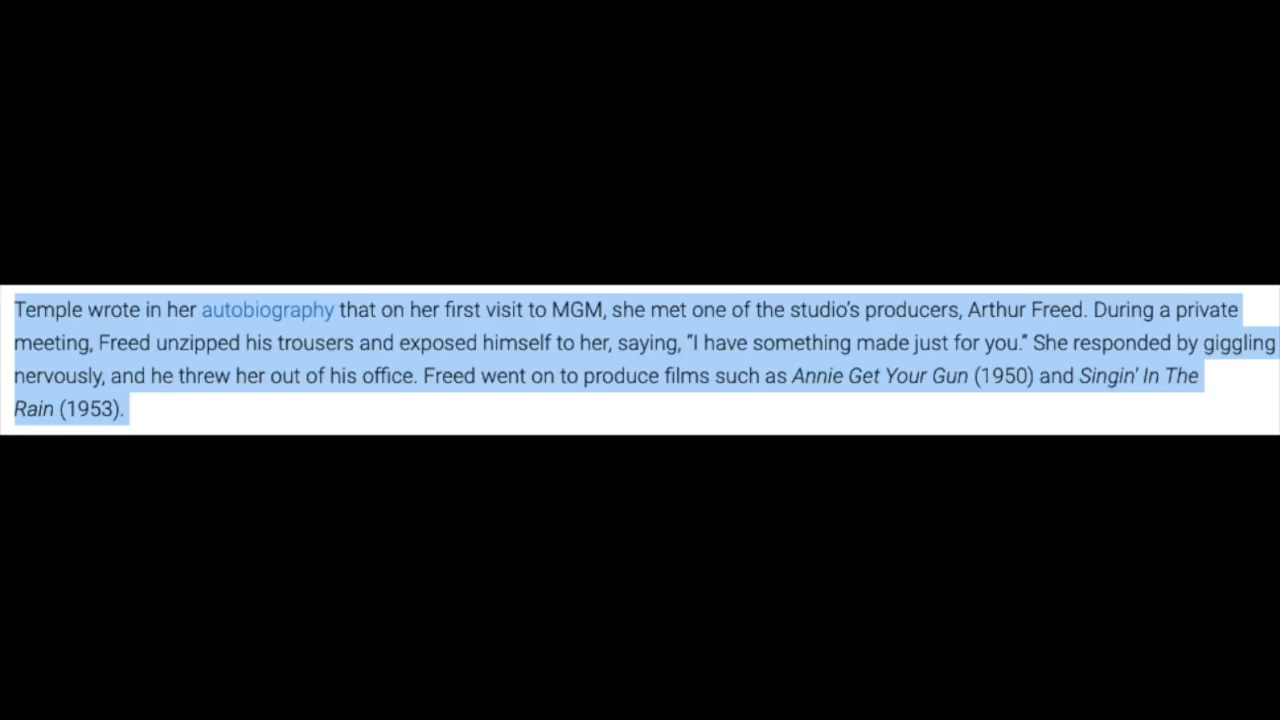 Temple wrote in her autobiography that on her first visit to MGM, she met one of the studio's producers, Arthur Freed. During a private
meeting, Freed unzipped his trousers and exposed himself to her, saying, "I have something made just for you." She responded by giggling
nervously, and he threw her out of his office. Freed went on to produce films such as Annie Get Your Gun (1950) and Singin' In The
Rain (1953).